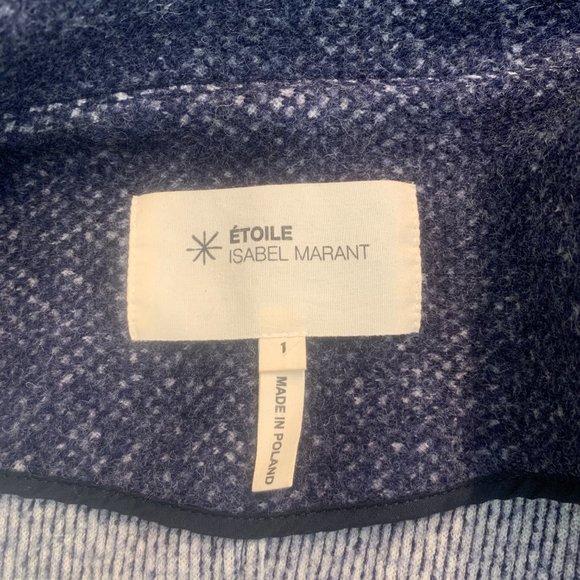 ÉTOILE
ISABEL MARANT
1
MADE IN POLAND